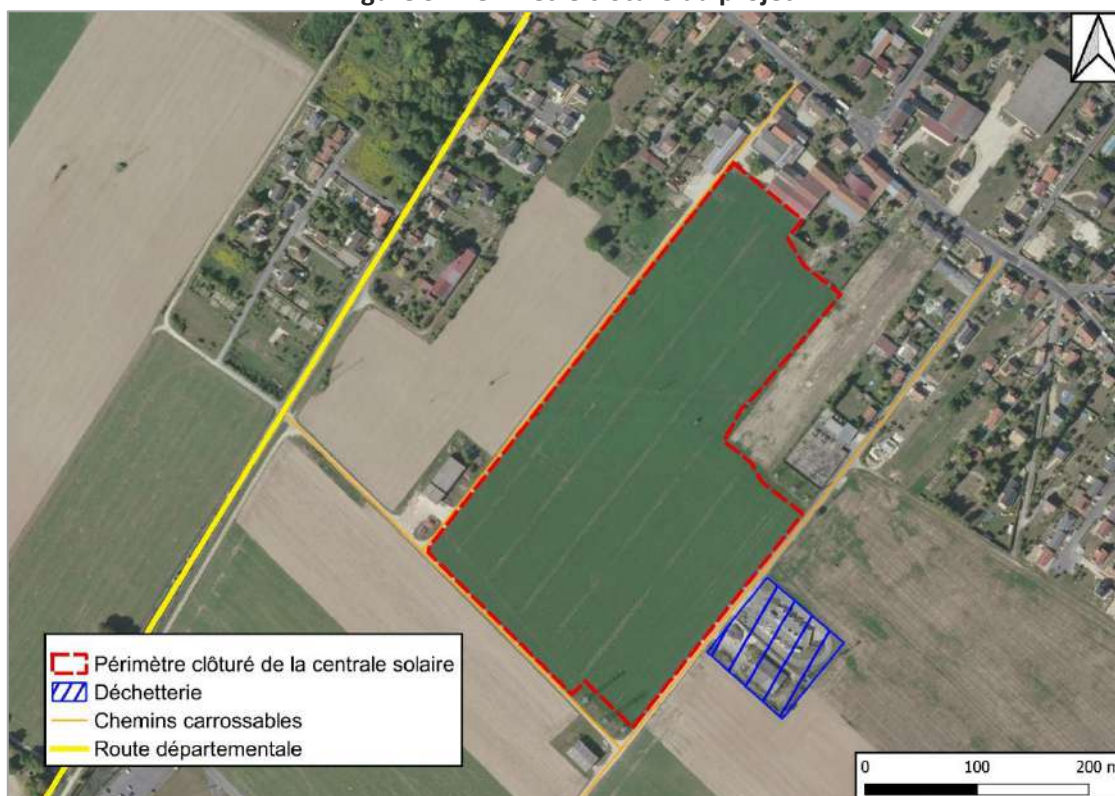 Périmètre clôturé de la centrale solaire
Déchetterie
Chemins carrossables
Route départementale
0 100 200 m